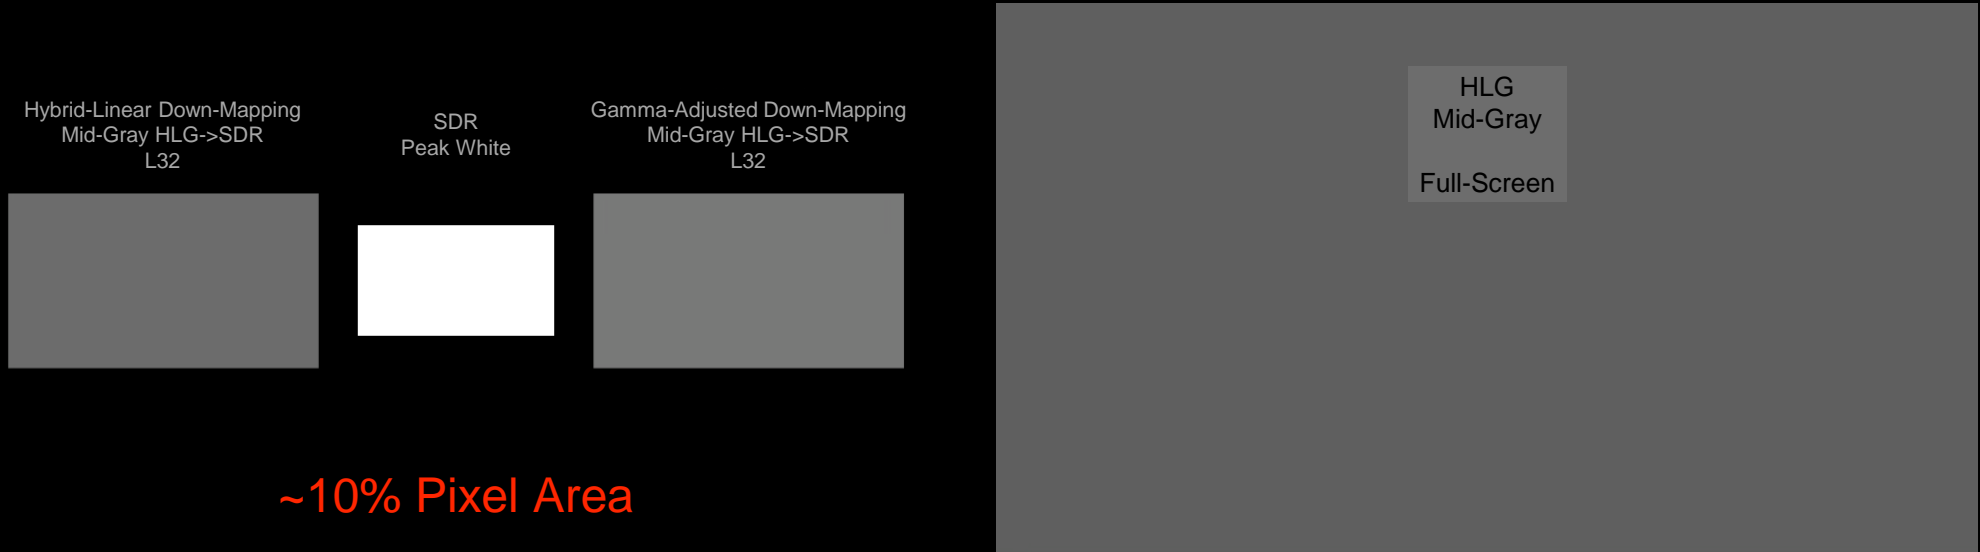 Hybrid-Linear Down-Mapping
Mid-Gray HLG->SDR
L32
SDR
Peak White
Gamma-Adjusted Down-Mapping
Mid-Gray HLG->SDR
L32
~10% Pixel Area
HLG
Mid-Gray
Full-Screen